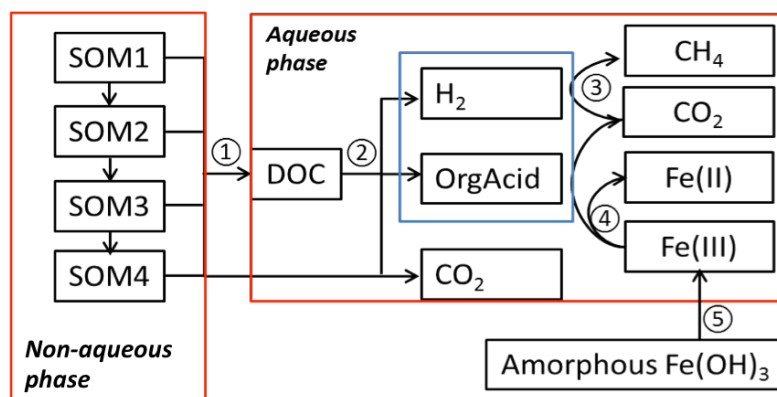 SOM1
SOM2
SOM3
SOM4
Non-aqueous
phase
①
Aqueous
phase
DOC
②
H₂
OrgAcid
CO₂
③
CH₄
CO₂
Fe(II)
④
Fe(III)
⑤
Amorphous Fe(OH)₃